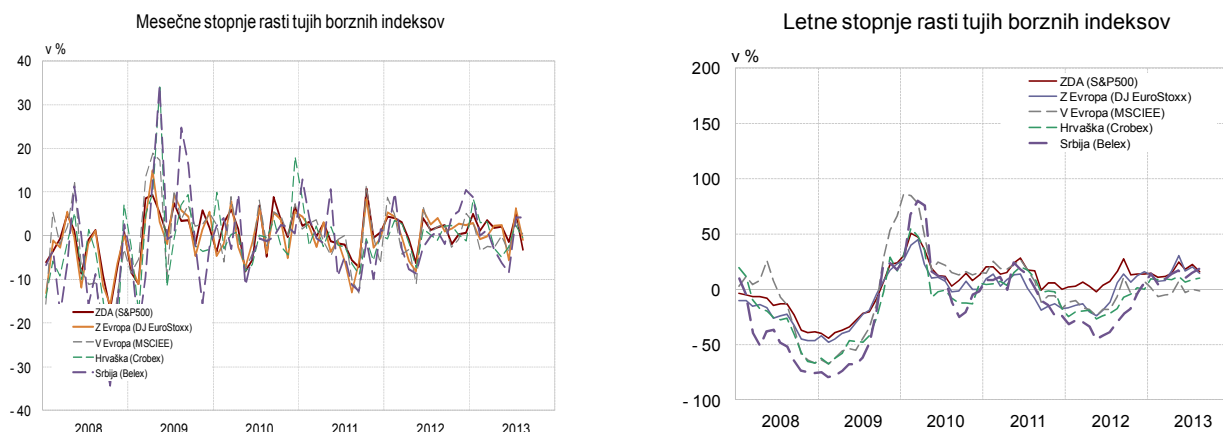 Mesečne stopnje rasti tujih borznih indeksov
v %
40
30
20
10
0
- 10
- 20
- 30
- 40
ZDA (S&P500)
Z Evropa (DJ EuroStoxx)
V Evropa (MSCIEE)
Hrvaška (Crobex)
Srbija (Belex)
2008
2009
2010
2011
2012
2013
Letne stopnje rasti tujih borznih indeksov
v %
200
150
100
50
0
- 50
- 100
ZDA (S&P500)
Z Evropa (DJ EuroStoxx)
V Evropa (MSCIEE)
Hrvaška (Crobex)
Srbija (Belex)
2008
2009
2010
2011
2012
2013